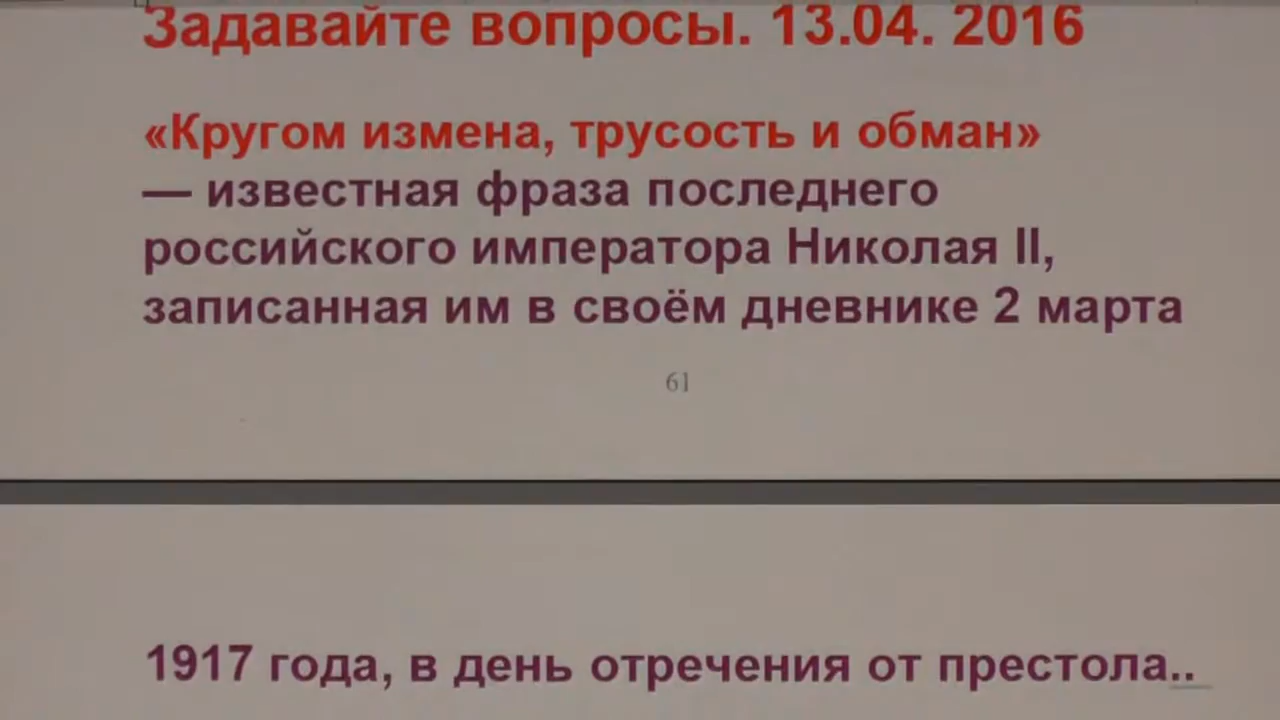 Задавайте вопросы. 13.04. 2016
«Кругом измена, трусость и обман»
— известная фраза последнего
российского императора Николая II,
записанная им в своём дневнике 2 марта
61
1917 года, в день отречения от престола..